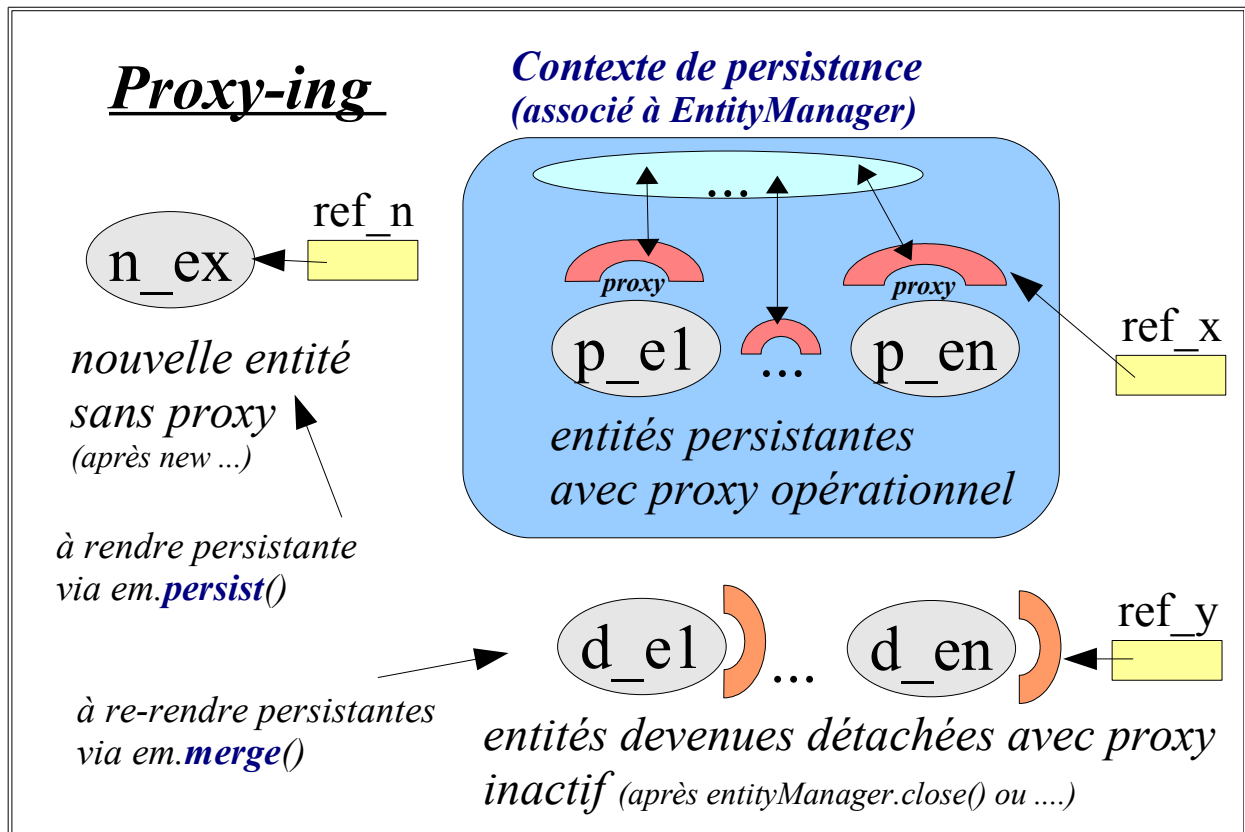 Proxy-ing
Contexte de persistance
(associé à EntityManager)
...
ref_n
n_ex
proxy
proxy
ref_x
p_e1
...
p_en
nouvelle entité
sans proxy
(après new ...)
entités persistantes
avec proxy opérationnel
à rendre persistante
via em.persist()
ref_y
d_e1
...
d_en
à re-rendre persistantes
via em.merge()
entités devenues détachées avec proxy
inactif (après entityManager.close() ou ....)